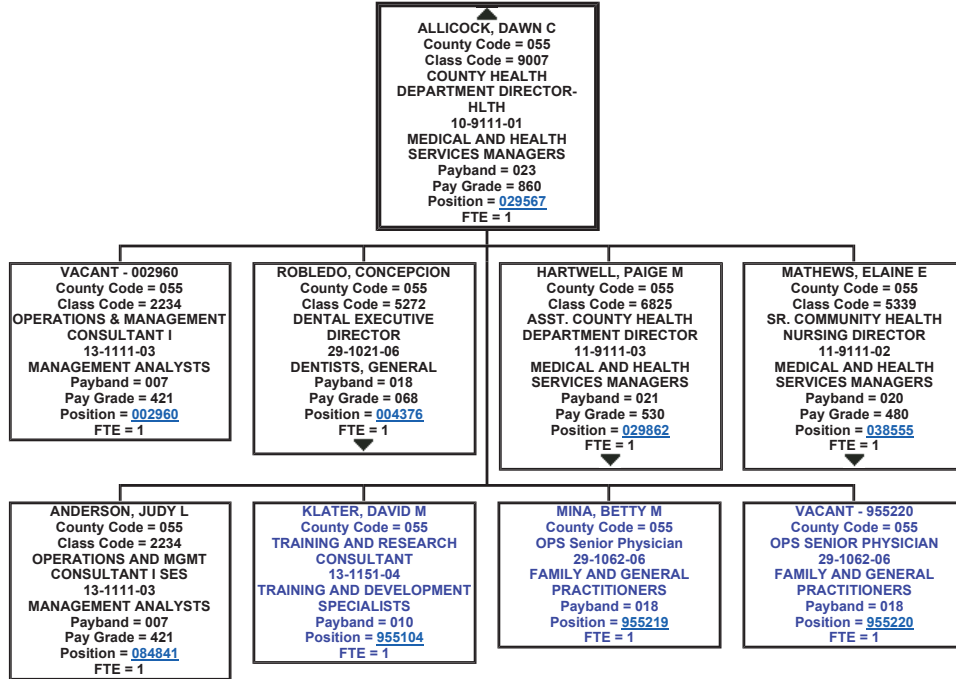 ALLICOCK, DAWN C
County Code = 055
Class Code = 9007
COUNTY HEALTH
DEPARTMENT DIRECTOR-
HLTH
10-9111-01
MEDICAL AND HEALTH
SERVICES MANAGERS
Payband = 023
Pay Grade = 860
Position = 029567
FTE = 1
VACANT - 002960
County Code = 055
Class Code = 2234
OPERATIONS & MANAGEMENT
CONSULTANT I
13-1111-03
MANAGEMENT ANALYSTS
Payband = 007
Pay Grade = 421
Position = 002960
FTE = 1
ROBLEDO, CONCEPCION
County Code = 055
Class Code = 5272
DENTAL EXECUTIVE
DIRECTOR
29-1021-06
DENTISTS, GENERAL
Payband = 018
Pay Grade = 068
Position = 004376
FTE = 1
HARTWELL, PAIGE M
County Code = 055
Class Code = 6825
ASST. COUNTY HEALTH
DEPARTMENT DIRECTOR
11-9111-03
MEDICAL AND HEALTH
SERVICES MANAGERS
Payband = 021
Pay Grade = 530
Position = 029862
FTE = 1
MATHEWS, ELAINE E
County Code = 055
Class Code = 5339
SR. COMMUNITY HEALTH
NURSING DIRECTOR
11-9111-02
MEDICAL AND HEALTH
SERVICES MANAGERS
Payband = 020
Pay Grade = 480
Position = 038555
FTE = 1
ANDERSON, JUDY L
County Code = 055
Class Code = 2234
OPERATIONS AND MGMT
CONSULTANT I SES
13-1111-03
MANAGEMENT ANALYSTS
Payband = 007
Pay Grade = 421
Position = 084841
FTE = 1
KLATER, DAVID M
County Code = 055
TRAINING AND RESEARCH
CONSULTANT
13-1151-04
TRAINING AND DEVELOPMENT
SPECIALISTS
Payband = 010
Position = 955104
FTE = 1
MINA, BETTY M
County Code = 055
OPS Senior Physician
29-1062-06
FAMILY AND GENERAL
PRACTITIONERS
Payband = 018
Position = 955219
FTE = 1
VACANT - 955220
County Code = 055
OPS SENIOR PHYSICIAN
29-1062-06
FAMILY AND GENERAL
PRACTITIONERS
Payband = 018
Position = 955220
FTE = 1